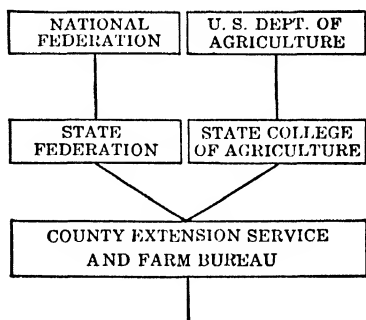 NATIONAL
FEDERATION
U. S. DEPT. OF
AGRICULTURE
STATE
FEDERATION
STATE COLLEGE
OF AGRICULTURE
COUNTY EXTENSION SERVICE
AND FARM BUREAU